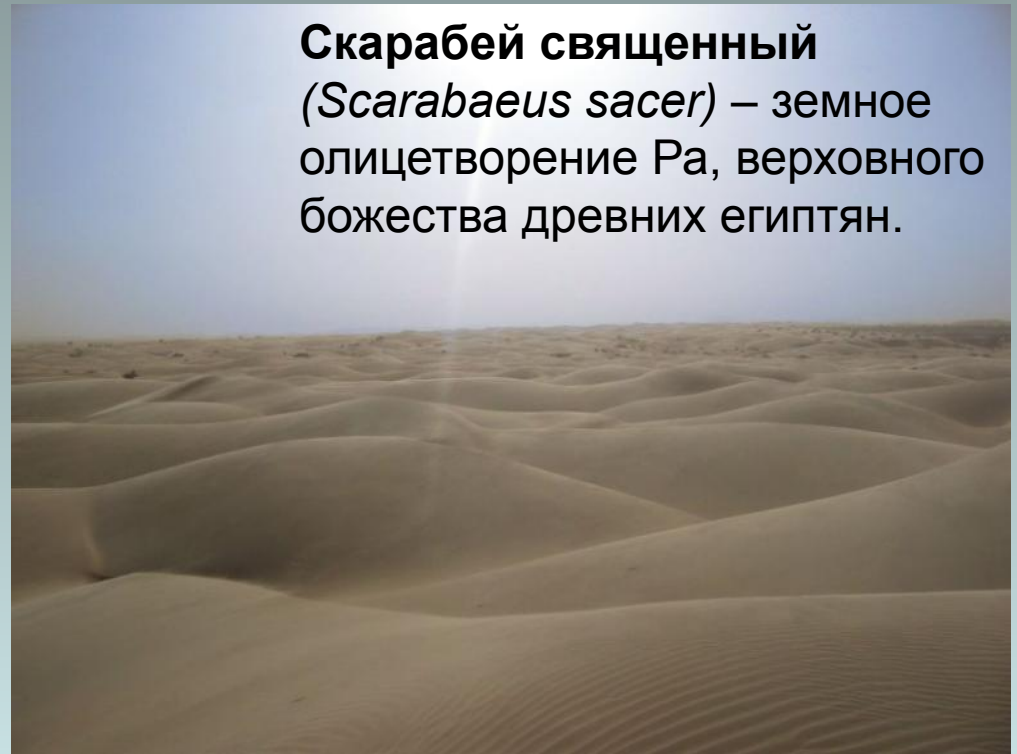 Скарабей священный
(Scarabaeus sacer) – земное
олицетворение Ра, верховного
божества древних египтян.